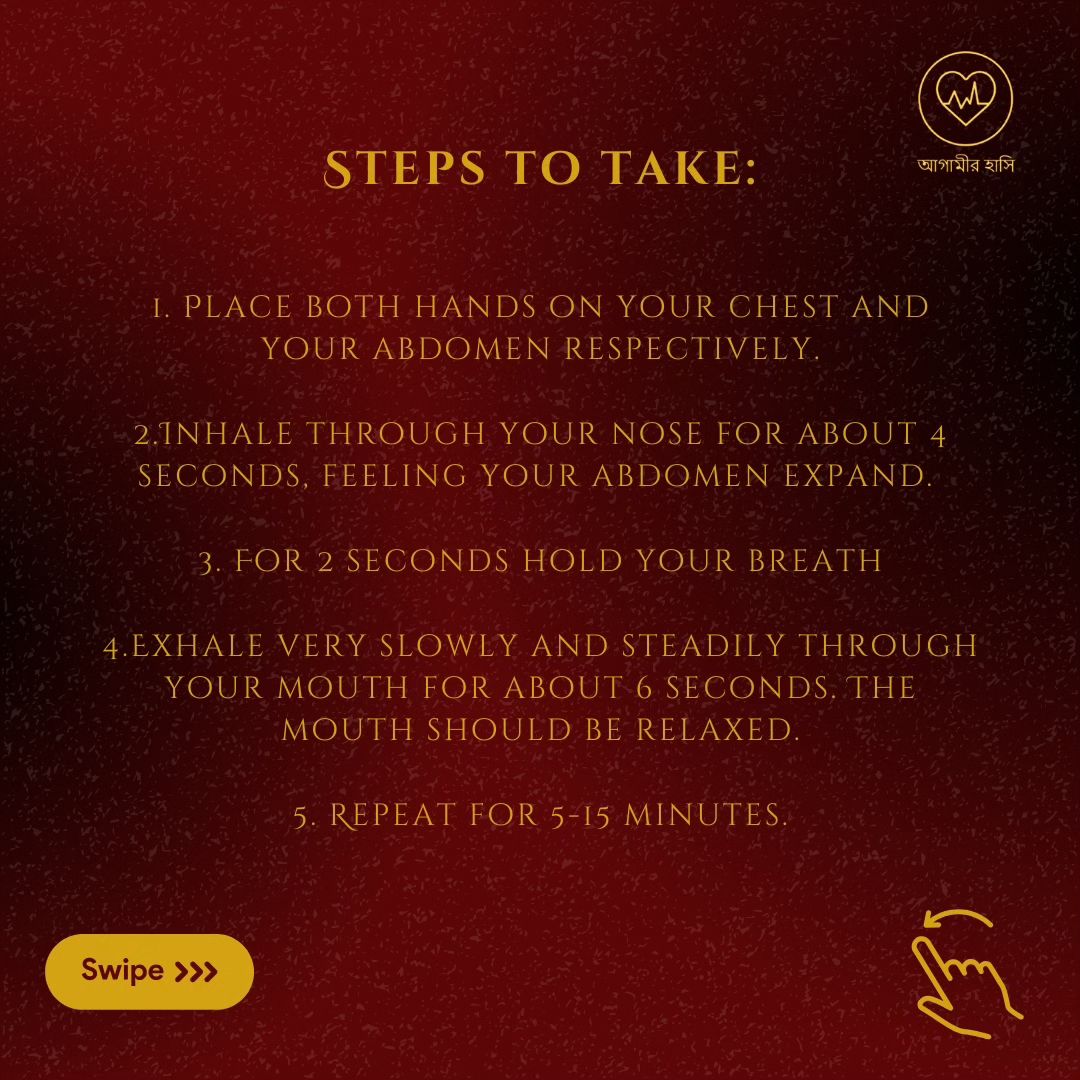 আগামীর হাসি
Steps to take:
1. Place both hands on your chest and
your abdomen respectively.
2.Inhale through your nose for about 4
seconds, feeling your abdomen expand.
3. For 2 seconds hold your breath
4.Exhale very slowly and steadily through
your mouth for about 6 seconds. The
mouth should be relaxed.
5. Repeat for 5-15 minutes.
Swipe >>>